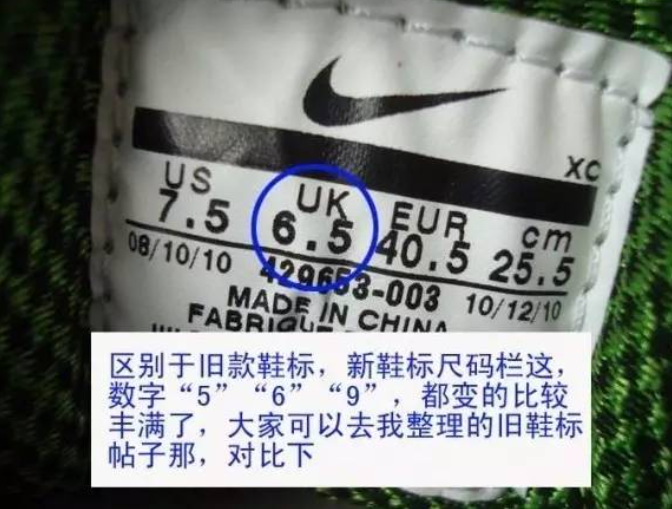 XC
US UK EUR cm
7.5 6.5 40.5 25.5
08/10/10 429653-003 10/12/10
MADE IN CHINA
区别于旧款鞋标，新鞋标尺码栏这，
数字“5”“6”“9”，都变的比较
丰满了，大家可以去我整理的旧鞋标
帖子那，对比下